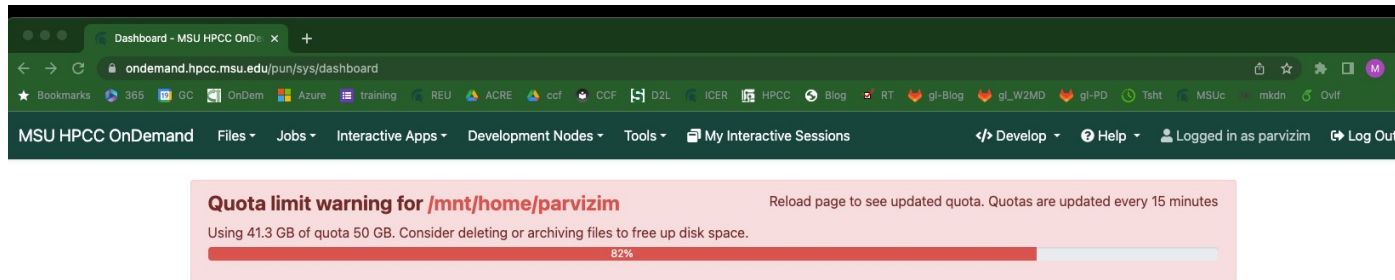 Dashboard - MSU HPCC OnDe
ondemand.hpcc.msu.edu/pun/sys/dashboard
M
Bookmarks 365 GC OnDem Azure training REU ACRE ccf CCF D2L ICER HPCC Blog RT gl-Blog gl_W2MD gl-PD Tsht MSUc mkdn Ovlf
MSU HPCC OnDemand Files Jobs Interactive Apps Development Nodes Tools My Interactive Sessions </> Develop Help Logged in as parvizim Log Out
Quota limit warning for /mnt/home/parvizim Reload page to see updated quota. Quotas are updated every 15 minutes
Using 41.3 GB of quota 50 GB. Consider deleting or archiving files to free up disk space.
82%